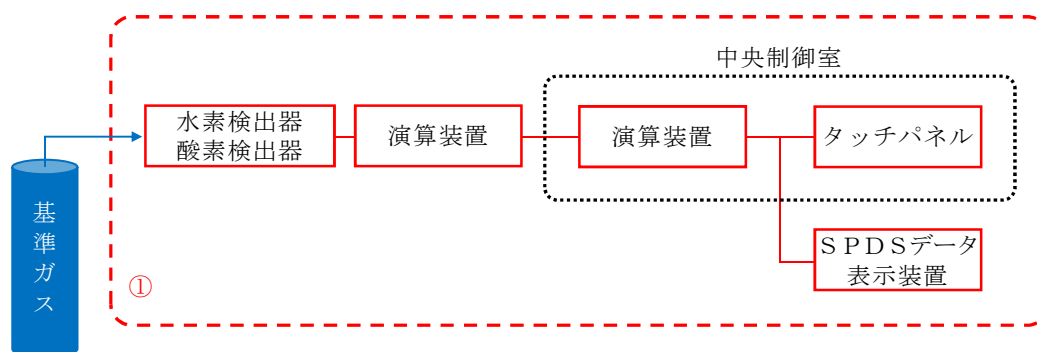 中央制御室
水素検出器
酸素検出器
演算装置
演算装置
タッチパネル
基準ガス
ＳＰＤＳデータ
表示装置
①